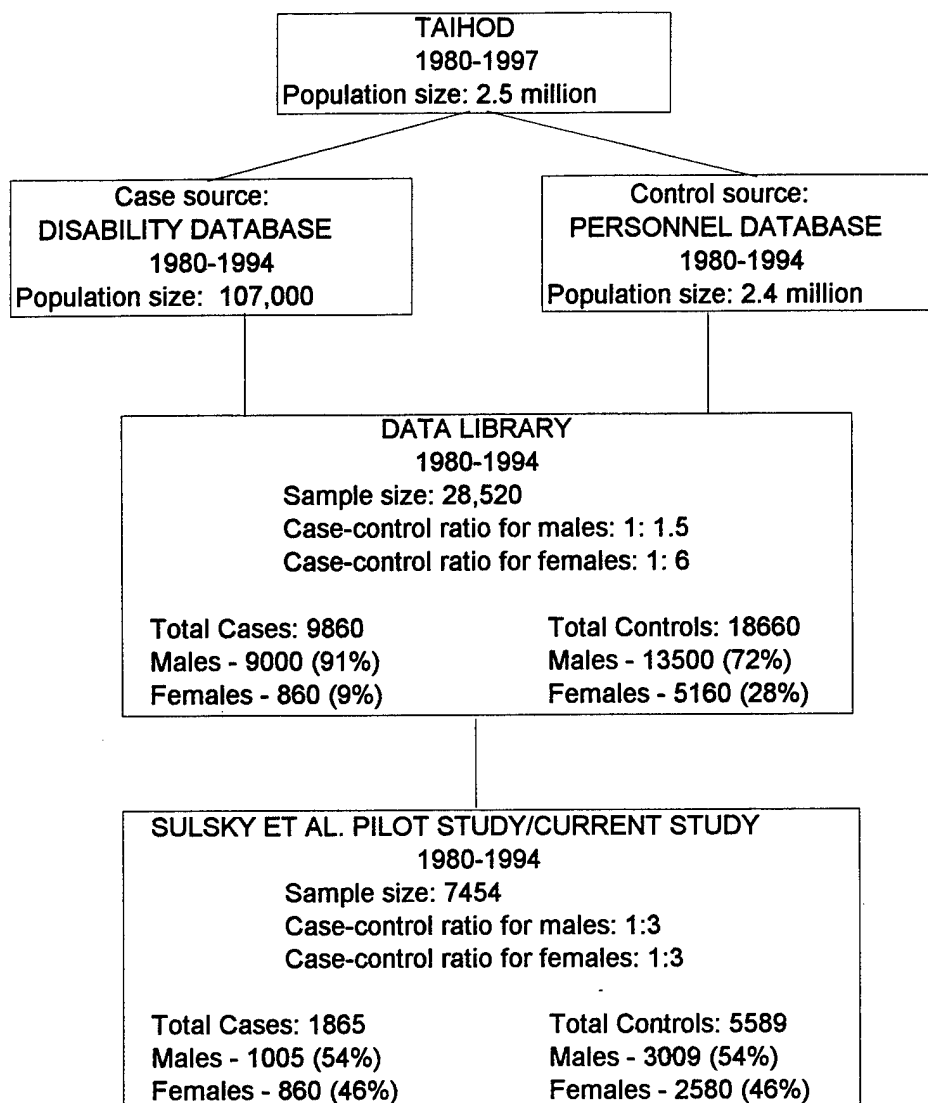 TAIHOD
1980-1997
Population size: 2.5 million
Case source:
DISABILITY DATABASE
1980-1994
Population size: 107,000
Control source:
PERSONNEL DATABASE
1980-1994
Population size: 2.4 million
DATA LIBRARY
1980-1994
Sample size: 28,520
Case-control ratio for males: 1: 1.5
Case-control ratio for females: 1: 6
Total Cases: 9860
Males - 9000 (91%)
Females - 860 (9%)
Total Controls: 18660
Males - 13500 (72%)
Females - 5160 (28%)
SULSKY ET AL. PILOT STUDY/CURRENT STUDY
1980-1994
Sample size: 7454
Case-control ratio for males: 1:3
Case-control ratio for females: 1:3
Total Cases: 1865
Males - 1005 (54%)
Females - 860 (46%)
Total Controls: 5589
Males - 3009 (54%)
Females - 2580 (46%)